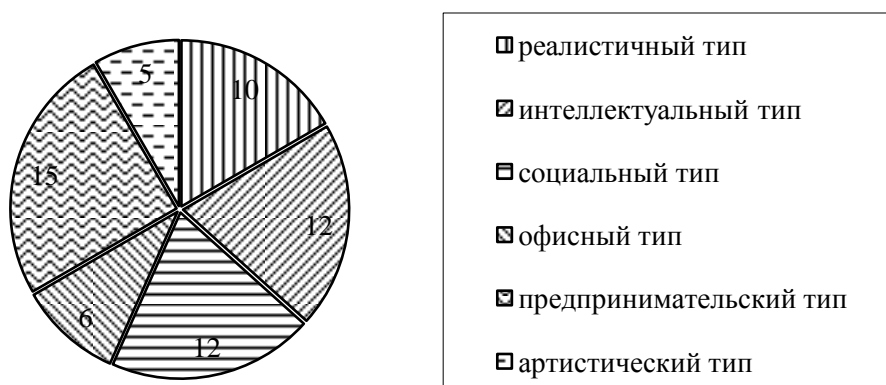 5
10
15
12
6
12
реалистичный тип
интеллектуальный тип
социальный тип
офисный тип
предпринимательский тип
артистический тип